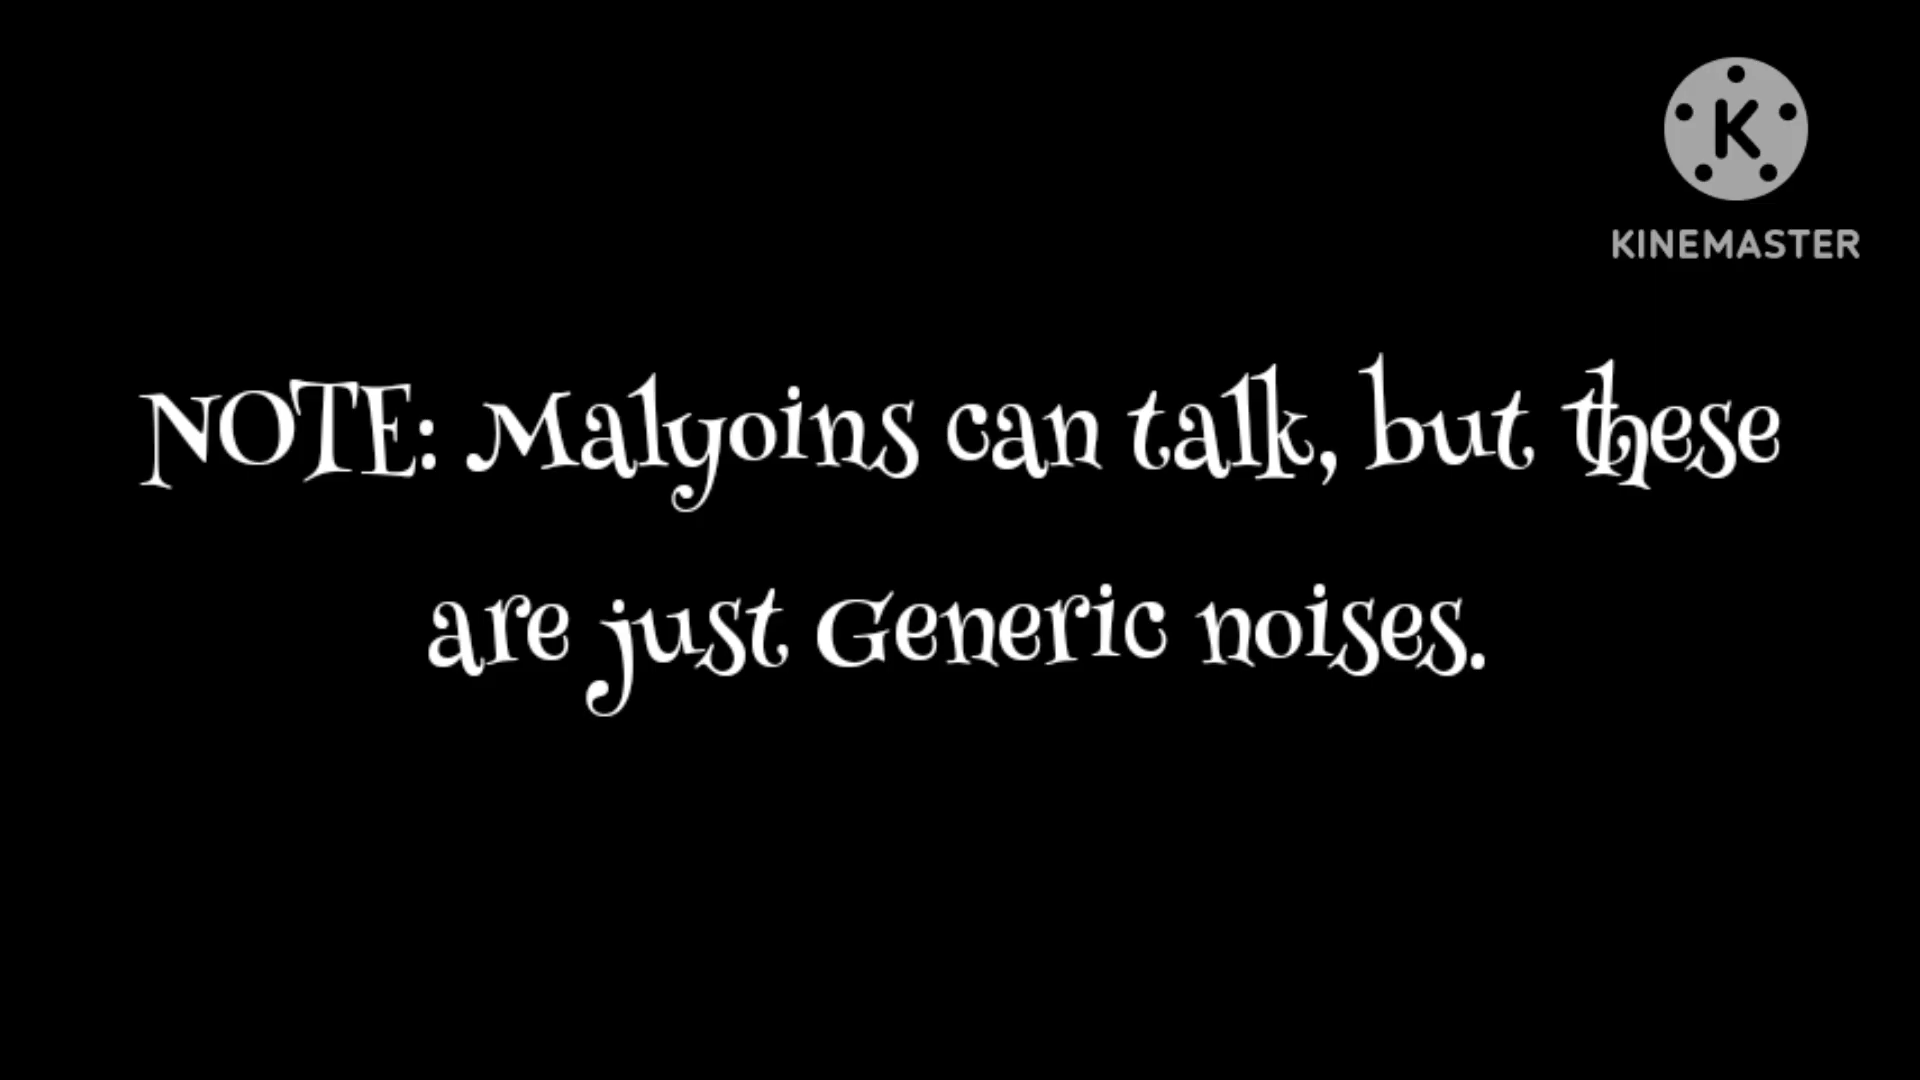 K
KINEMASTER
NOTE: Malyoins can talk, but these
are just Generic noises.